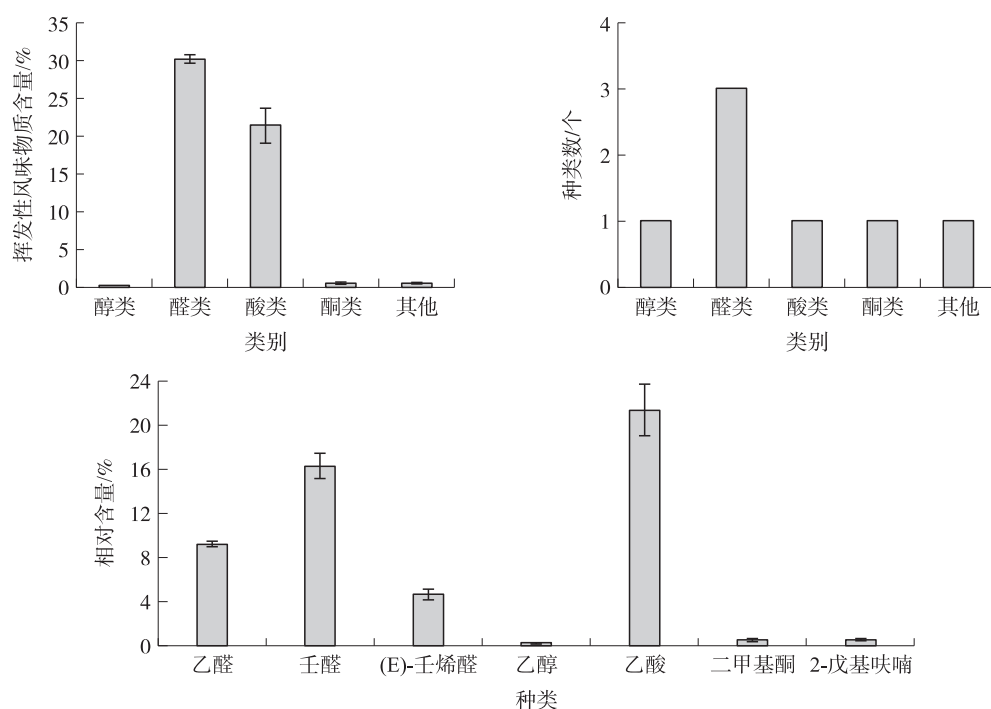 挥发性风味物质含量/%
35
30
25
20
15
10
5
0
醇类 醛类 酸类 酮类 其他
类别
种类数/个
4
3
2
1
0
醇类 醛类 酸类 酮类 其他
类别
相对含量/%
24
20
16
12
8
4
0
乙醛 壬醛 (E)-壬烯醛 乙醇 乙酸 二甲基酮 2-戊基呋喃
种类